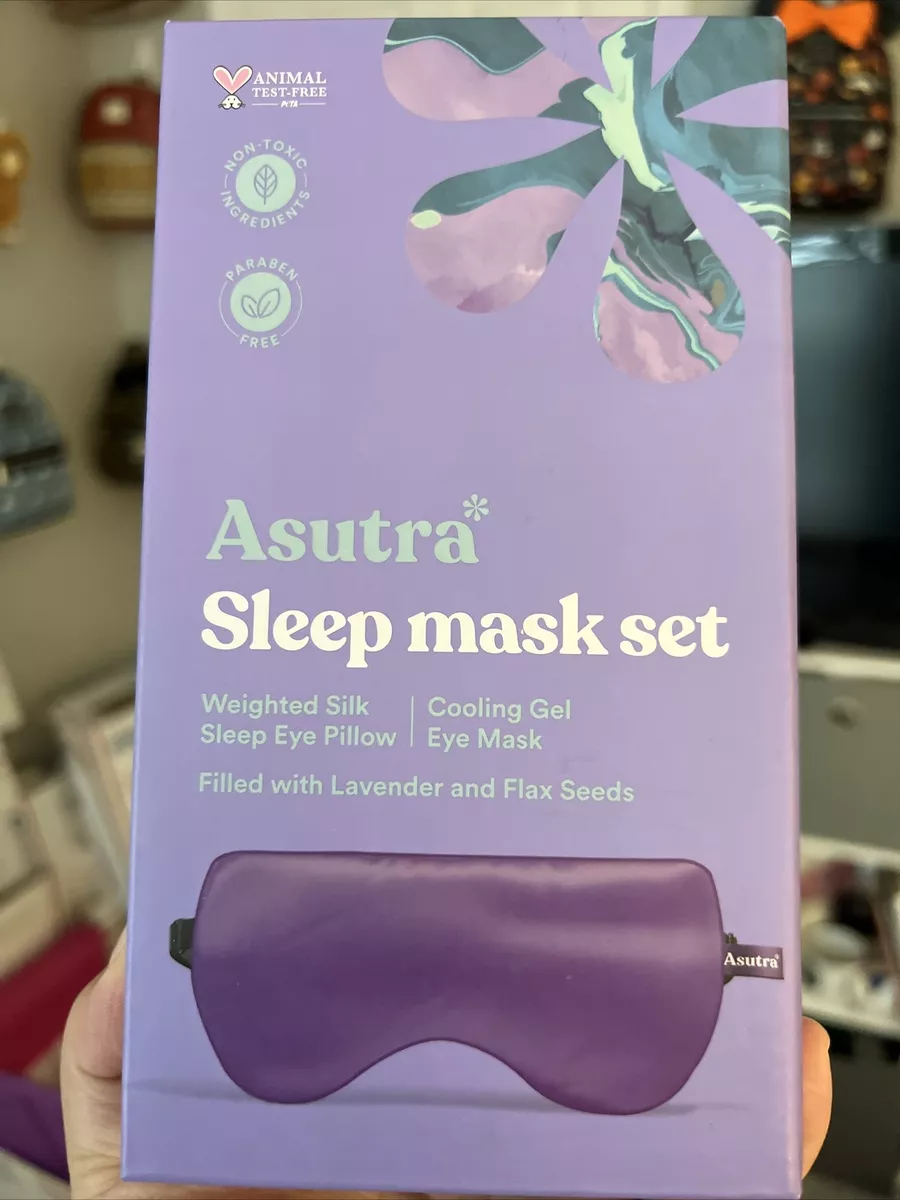 ANIMAL
TEST-FREE
PETA
NON-TOXIC
INGREDIENTS
PARABEN
FREE
Asutra*
Sleep mask set
Weighted Silk
Sleep Eye Pillow
Cooling Gel
Eye Mask
Filled with Lavender and Flax Seeds
Asutra*